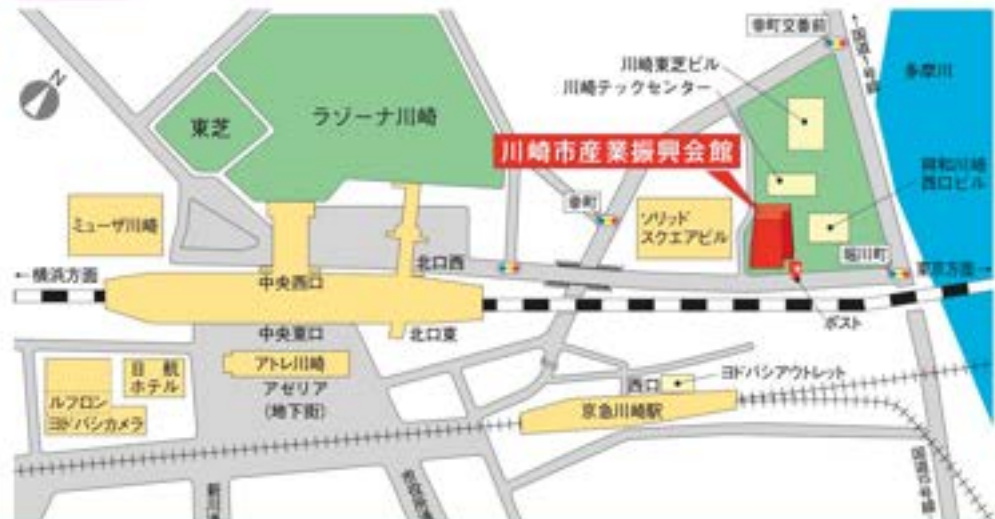 N
幸町交番前
←国道1号線
多摩川
川崎東芝ビル
川崎テックセンター
東芝
ラゾーナ川崎
川崎市産業振興会館
興和川崎
西口ビル
ミューザ川崎
幸町
ソリッド
スクエアビル
堀川町
←横浜方面
北口西
東京方面→
中央西口
中央東口
北口東
ポスト
日航
ホテル
アトレ川崎
アゼリア
(地下街)
西口
ヨドバシアウトレット
ルフロン
ヨドバシカメラ
京急川崎駅
国道15号線